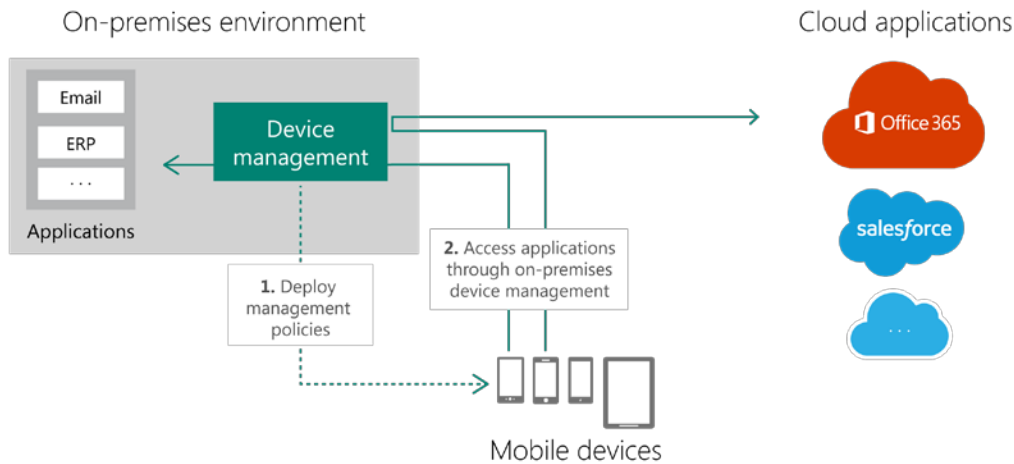 On-premises environment
Cloud applications
Email
ERP
...
Applications
Device
management
Office 365
salesforce
...
1. Deploy
management
policies
2. Access applications
through on-premises
device management
Mobile devices